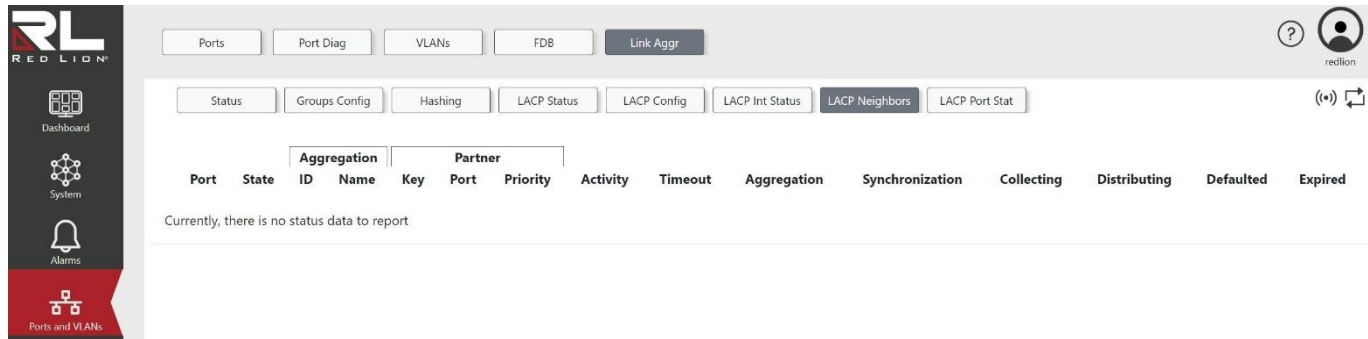 RL
RED LION®
Ports Port Diag VLANs FDB Link Aggr
?
redlion
Status Groups Config Hashing LACP Status LACP Config LACP Int Status LACP Neighbors LACP Port Stat
Dashboard
System
Alarms
Ports and VLANs
Aggregation Partner
Port State ID Name Key Port Priority Activity Timeout Aggregation Synchronization Collecting Distributing Defaulted Expired
Currently, there is no status data to report